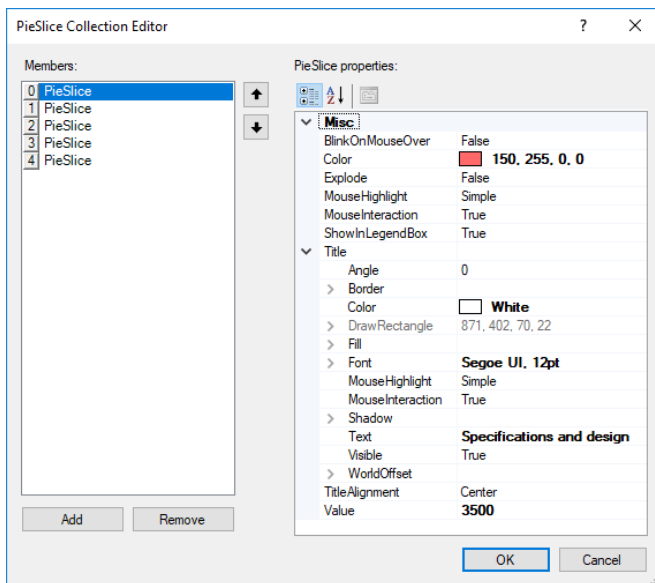 PieSlice Collection Editor
Members:
0 PieSlice
1 PieSlice
2 PieSlice
3 PieSlice
4 PieSlice
Add Remove
PieSlice properties:
Misc
BlinkOnMouseOver False
Color 150, 255, 0, 0
Explode False
MouseHighlight Simple
MouseInteraction True
ShowInLegendBox True
Title
Angle 0
Border
Color White
DrawRectangle 871, 402, 70, 22
Fill
Font Segoe UI, 12pt
MouseHighlight Simple
MouseInteraction True
Shadow
Text Specifications and design
Visible True
WorldOffset
TitleAlignment Center
Value 3500
OK Cancel